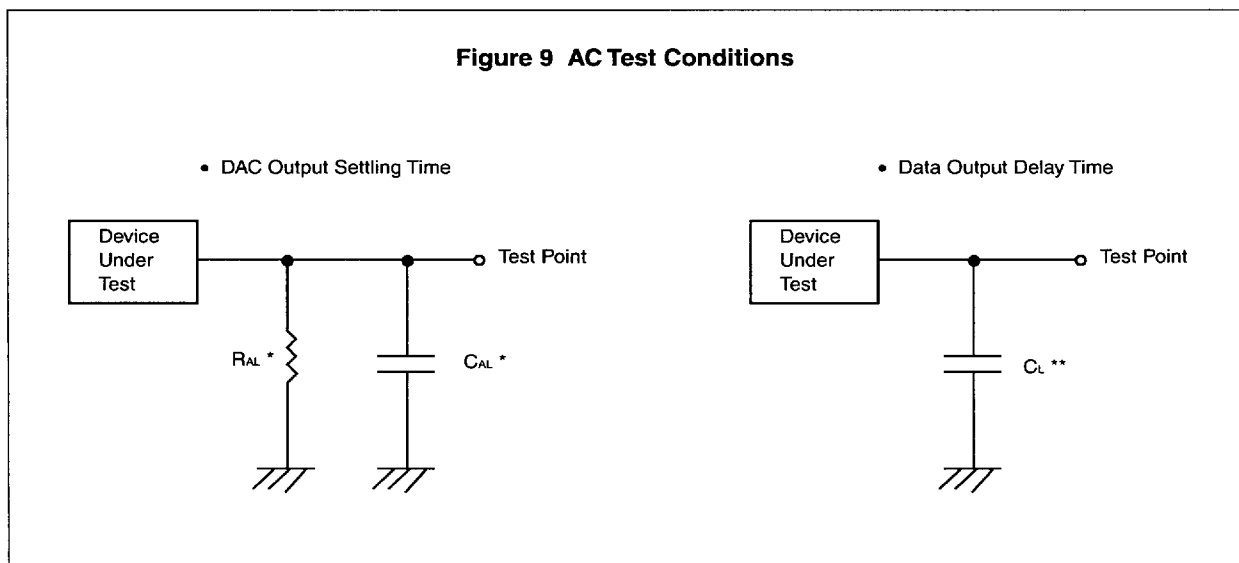 Figure 9 AC Test Conditions
• DAC Output Settling Time
Device
Under
Test
Test Point
RAL *
CAL *
• Data Output Delay Time
Device
Under
Test
Test Point
CL **